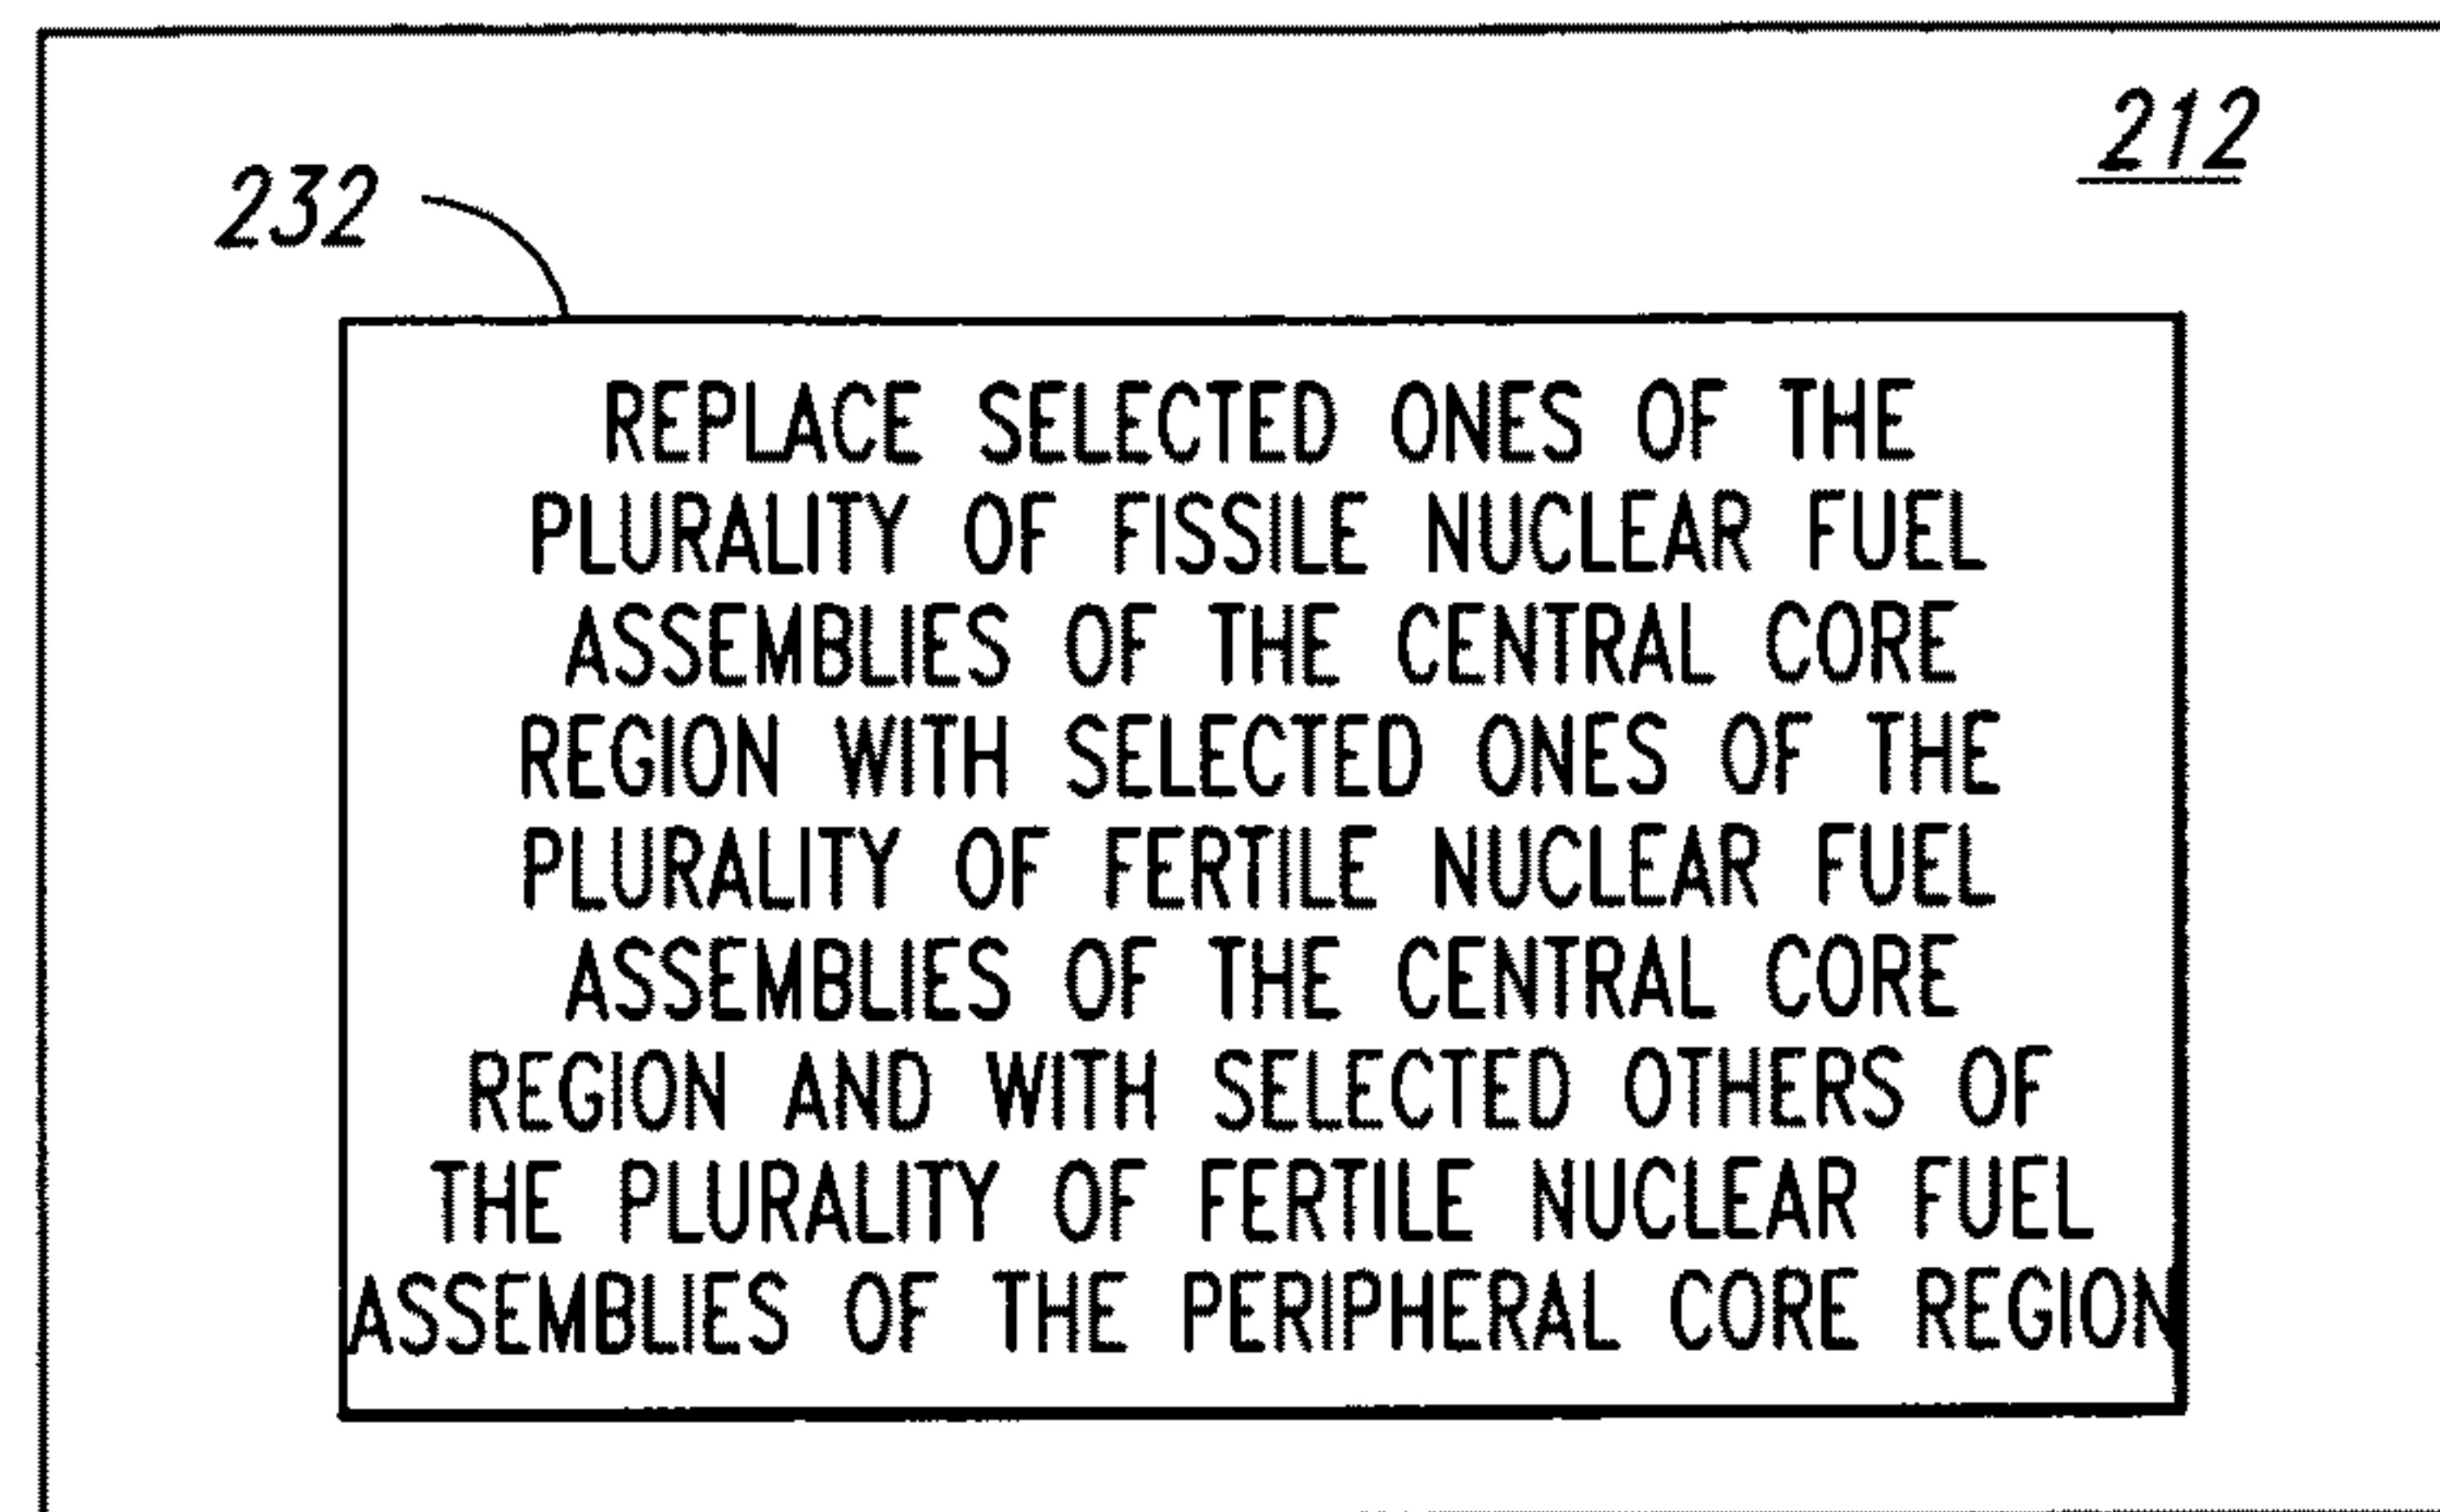 212
232
REPLACE SELECTED ONES OF THE
PLURALITY OF FISSILE NUCLEAR FUEL
ASSEMBLIES OF THE CENTRAL CORE
REGION WITH SELECTED ONES OF THE
PLURALITY OF FERTILE NUCLEAR FUEL
ASSEMBLIES OF THE CENTRAL CORE
REGION AND WITH SELECTED OTHERS OF
THE PLURALITY OF FERTILE NUCLEAR FUEL
ASSEMBLIES OF THE PERIPHERAL CORE REGION